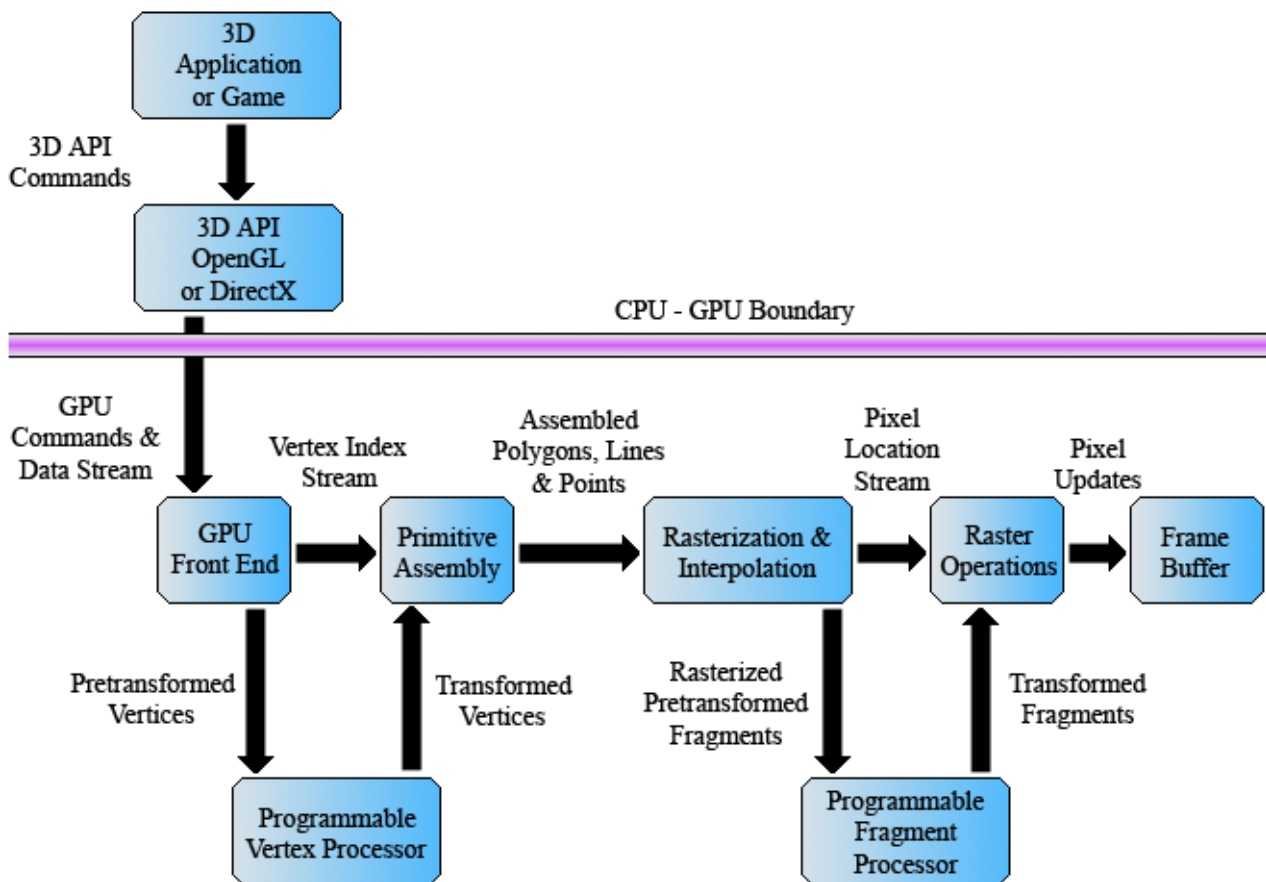 3D
Application
or Game
3D API
Commands
3D API
OpenGL
or DirectX
CPU - GPU Boundary
GPU
Commands &
Data Stream
Vertex Index
Stream
Assembled
Polygons, Lines
& Points
Pixel
Location
Stream
Pixel
Updates
GPU
Front End
Primitive
Assembly
Rasterization &
Interpolation
Raster
Operations
Frame
Buffer
Pretransformed
Vertices
Transformed
Vertices
Rasterized
Pretransformed
Fragments
Transformed
Fragments
Programmable
Vertex Processor
Programmable
Fragment
Processor